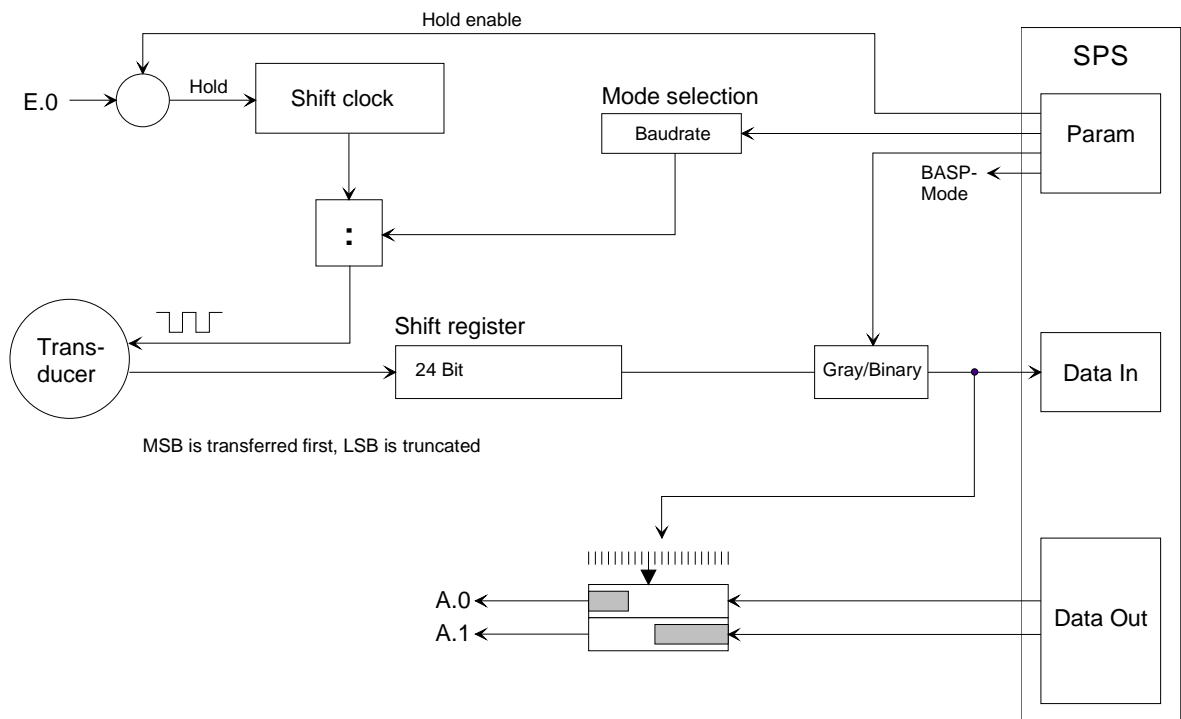 Hold enable
SPS
E.0
Hold
Shift clock
Mode selection
Baudrate
Param
BASP-
Mode
:
Trans-
ducer
Shift register
24 Bit
Gray/Binary
Data In
MSB is transferred first, LSB is truncated
A.0
A.1
Data Out